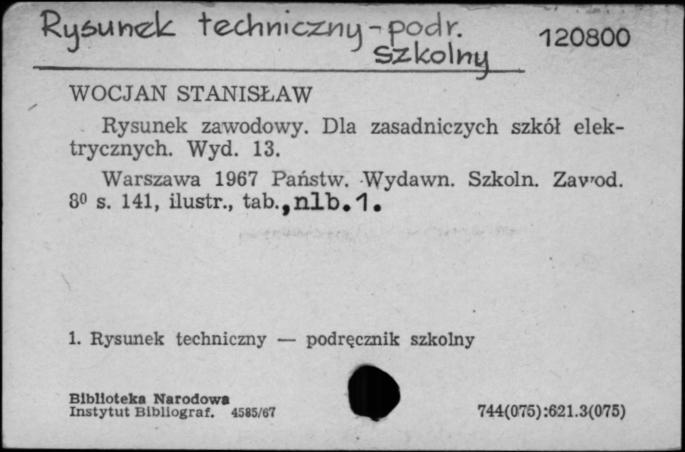 Rysunek techniczny - podr.
szkolny
120800
WOCJAN STANISŁAW
Rysunek zawodowy. Dla zasadniczych szkół elek-
trycznych. Wyd. 13.
Warszawa 1967 Państw. Wydawn. Szkoln. Zawod.
8⁰ s. 141, ilustr., tab., nlb. 1.
1. Rysunek techniczny — podręcznik szkolny
Biblioteka Narodowa
Instytut Bibliograf. 4585/67
744(075):621.3(075)